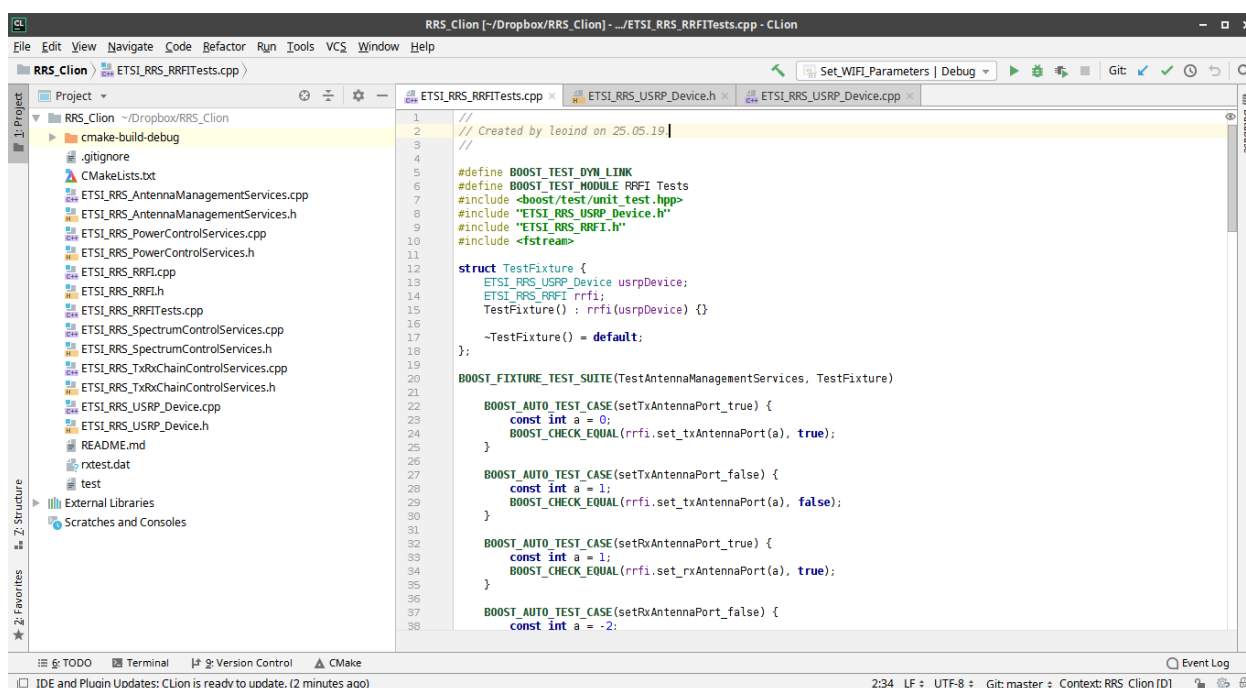 RRS_Clion [~/Dropbox/RRS_Clion] - .../ETSI_RRS_RRFITests.cpp - CLion
File Edit View Navigate Code Refactor Run Tools VCS Window Help
RRS_Clion ETSI_RRS_RRFITests.cpp Set_WIFI_Parameters | Debug Git:
Project ETSI_RRS_RRFITests.cpp ETSI_RRS_USRP_Device.h ETSI_RRS_USRP_Device.cpp
1: Project
RRS_Clion ~/Dropbox/RRS_Clion
cmake-build-debug
.gitignore
CMakeLists.txt
ETSI_RRS_AntennaManagementServices.cpp
ETSI_RRS_AntennaManagementServices.h
ETSI_RRS_PowerControlServices.cpp
ETSI_RRS_PowerControlServices.h
ETSI_RRS_RRFI.cpp
ETSI_RRS_RRFI.h
ETSI_RRS_RRFITests.cpp
ETSI_RRS_SpectrumControlServices.cpp
ETSI_RRS_SpectrumControlServices.h
ETSI_RRS_TxRxChainControlServices.cpp
ETSI_RRS_TxRxChainControlServices.h
ETSI_RRS_USRP_Device.cpp
ETSI_RRS_USRP_Device.h
README.md
rxtest.dat
test
External Libraries
Scratches and Consoles
Z: Structure
2: Favorites
1 //
2 // Created by leoind on 25.05.19.
3 //
4
5 #define BOOST_TEST_DYN_LINK
6 #define BOOST_TEST_MODULE RRFI Tests
7 #include <boost/test/unit_test.hpp>
8 #include "ETSI_RRS_USRP_Device.h"
9 #include "ETSI_RRS_RRFI.h"
10 #include <fstream>
11
12 struct TestFixture {
13 ETSI_RRS_USRP_Device usrpDevice;
14 ETSI_RRS_RRFI rrfi;
15 TestFixture() : rrfi(usrpDevice) {}
16
17 ~TestFixture() = default;
18 };
19
20 BOOST_FIXTURE_TEST_SUITE(TestAntennaManagementServices, TestFixture)
21
22 BOOST_AUTO_TEST_CASE(setTxAntennaPort_true) {
23 const int a = 0;
24 BOOST_CHECK_EQUAL(rrfi.set_txAntennaPort(a), true);
25 }
26
27 BOOST_AUTO_TEST_CASE(setTxAntennaPort_false) {
28 const int a = 1;
29 BOOST_CHECK_EQUAL(rrfi.set_txAntennaPort(a), false);
30 }
31
32 BOOST_AUTO_TEST_CASE(setRxAntennaPort_true) {
33 const int a = 1;
34 BOOST_CHECK_EQUAL(rrfi.set_rxAntennaPort(a), true);
35 }
36
37 BOOST_AUTO_TEST_CASE(setRxAntennaPort_false) {
38 const int a = -2;
6: TODO Terminal 9: Version Control CMake Event Log
IDE and Plugin Updates: CLion is ready to update. (2 minutes ago) 2:34 LF UTF-8 Git: master Context: RRS_Clion [D]